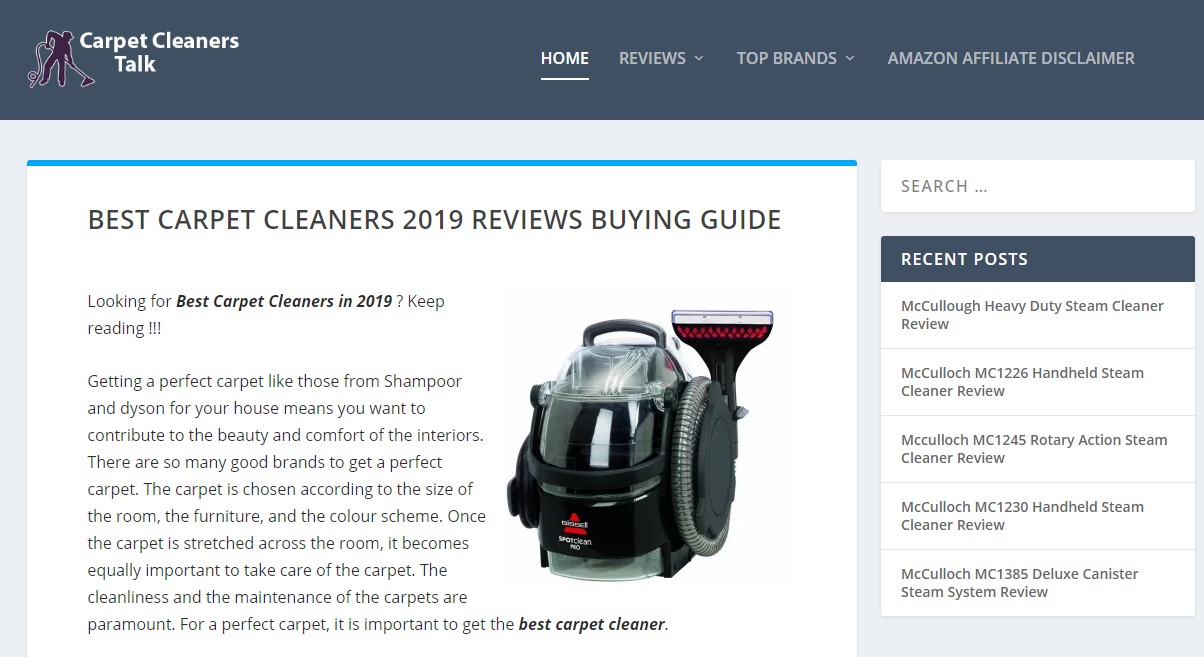 Carpet Cleaners
Talk
HOME
REVIEWS
TOP BRANDS
AMAZON AFFILIATE DISCLAIMER
BEST CARPET CLEANERS 2019 REVIEWS BUYING GUIDE
Looking for Best Carpet Cleaners in 2019 ? Keep
reading !!!
Getting a perfect carpet like those from Shampoor
and dyson for your house means you want to
contribute to the beauty and comfort of the interiors.
There are so many good brands to get a perfect
carpet. The carpet is chosen according to the size of
the room, the furniture, and the colour scheme. Once
the carpet is stretched across the room, it becomes
equally important to take care of the carpet. The
cleanliness and the maintenance of the carpets are
paramount. For a perfect carpet, it is important to get the best carpet cleaner.
BISSELL
SPOTclean
PRO
SEARCH …
RECENT POSTS
McCullough Heavy Duty Steam Cleaner
Review
McCulloch MC1226 Handheld Steam
Cleaner Review
Mcculloch MC1245 Rotary Action Steam
Cleaner Review
McCulloch MC1230 Handheld Steam
Cleaner Review
McCulloch MC1385 Deluxe Canister
Steam System Review